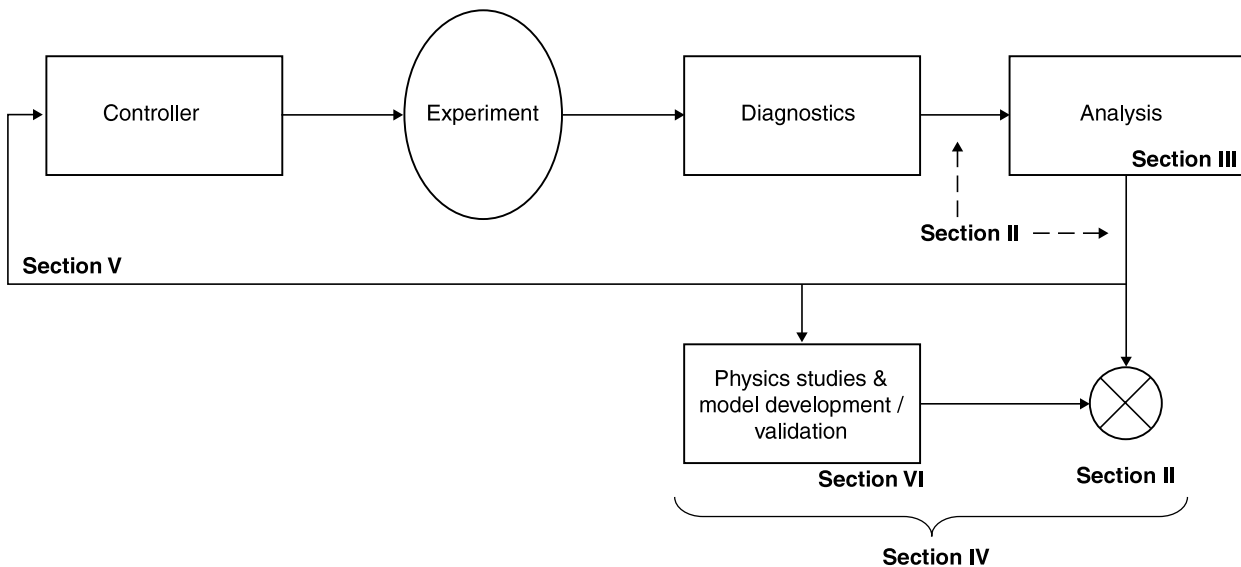 Controller
Experiment
Diagnostics
Analysis
Section III
Section II
Section V
Physics studies &
model development /
validation
Section VI
Section II
Section IV